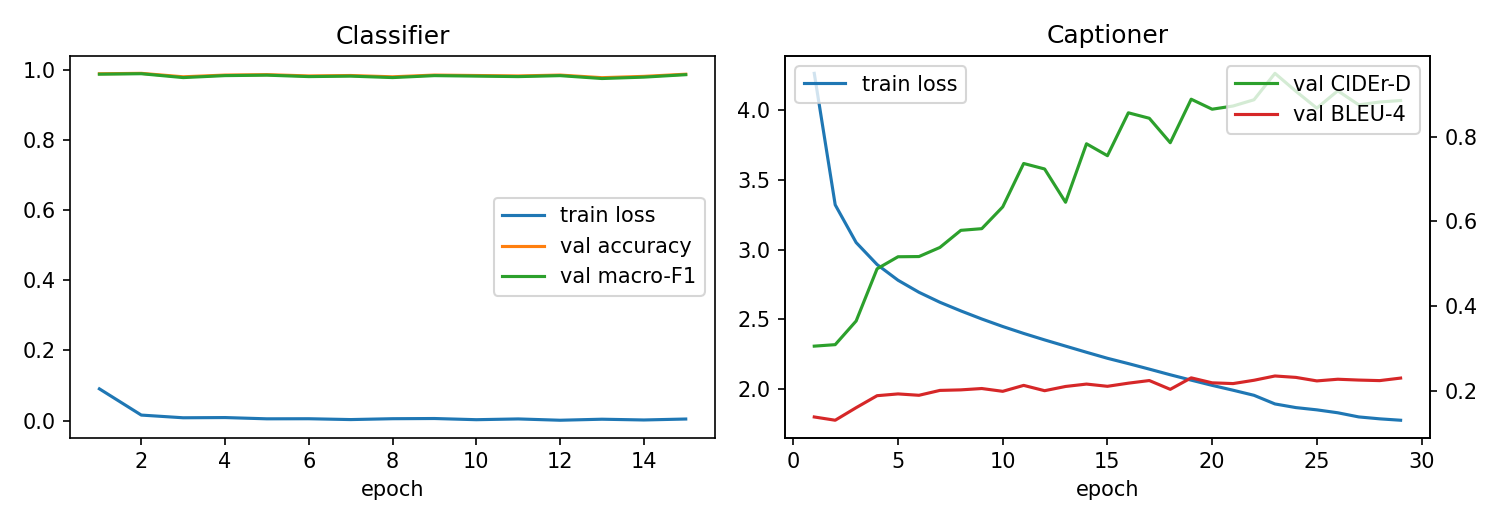 Classifier
1.0
0.8
0.6
0.4
0.2
0.0
train loss
val accuracy
val macro-F1
2 4 6 8 10 12 14
epoch
Captioner
4.0
3.5
3.0
2.5
2.0
train loss
val CIDEr-D
val BLEU-4
0.8
0.6
0.4
0.2
0 5 10 15 20 25 30
epoch